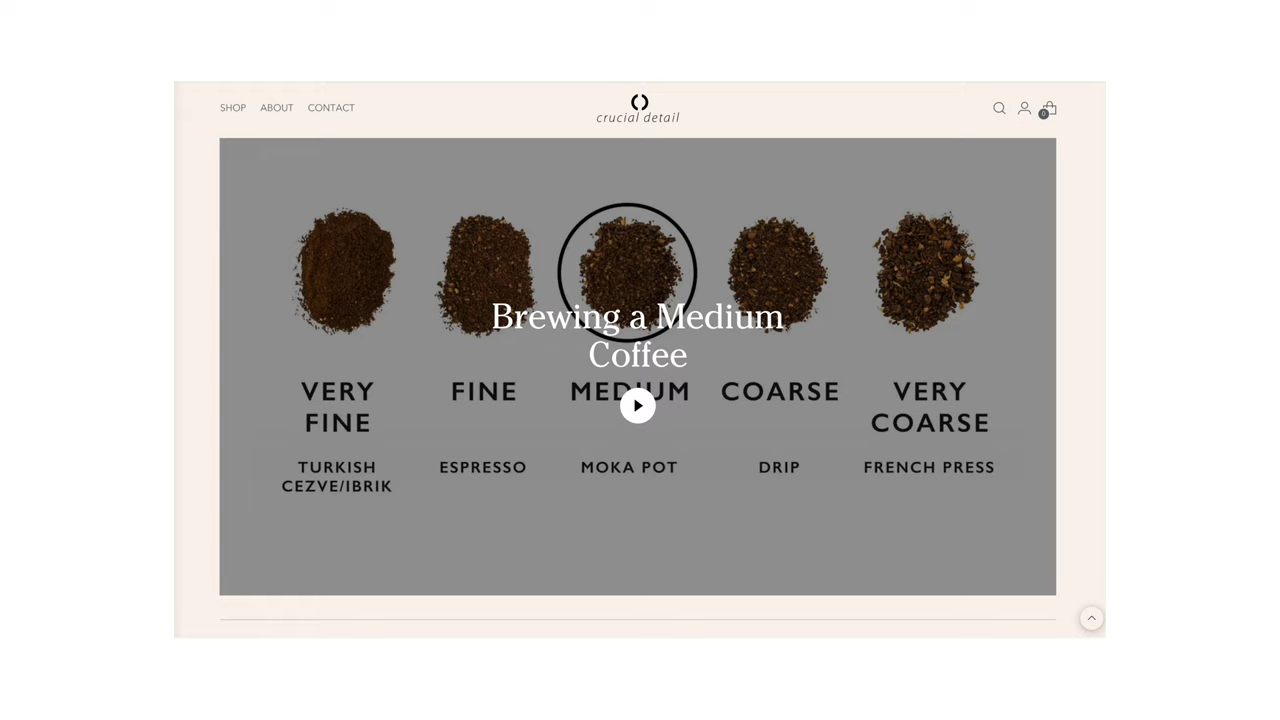 SHOP ABOUT CONTACT
crucial detail
0
Brewing a Medium
Coffee
VERY
FINE
FINE
MEDIUM
COARSE
VERY
COARSE
TURKISH
CEZVE/IBRIK
ESPRESSO
MOKA POT
DRIP
FRENCH PRESS